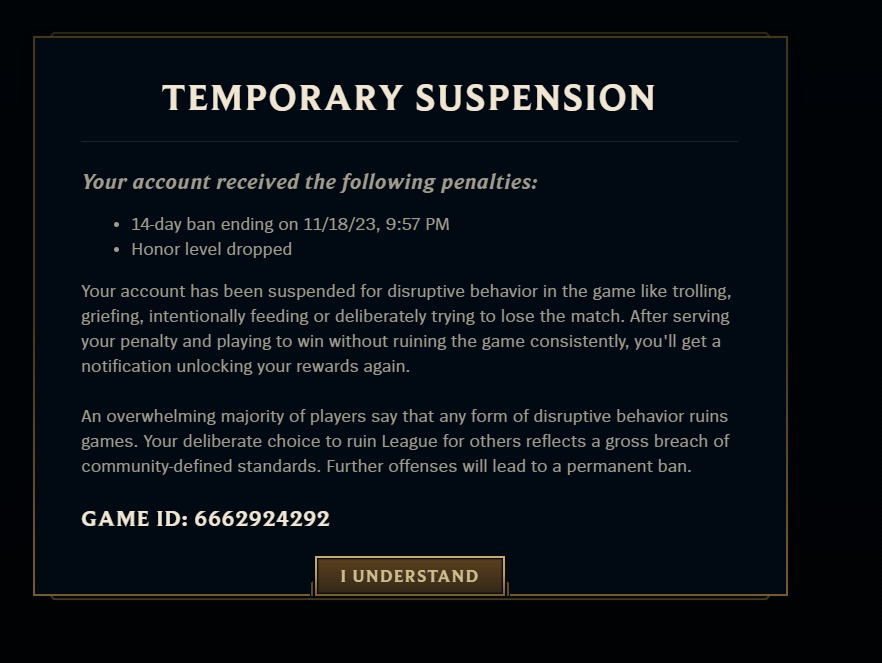 TEMPORARY SUSPENSION
Your account received the following penalties:
• 14-day ban ending on 11/18/23, 9:57 PM
• Honor level dropped
Your account has been suspended for disruptive behavior in the game like trolling,
griefing, intentionally feeding or deliberately trying to lose the match. After serving
your penalty and playing to win without ruining the game consistently, you'll get a
notification unlocking your rewards again.
An overwhelming majority of players say that any form of disruptive behavior ruins
games. Your deliberate choice to ruin League for others reflects a gross breach of
community-defined standards. Further offenses will lead to a permanent ban.
GAME ID: 6662924292
I UNDERSTAND